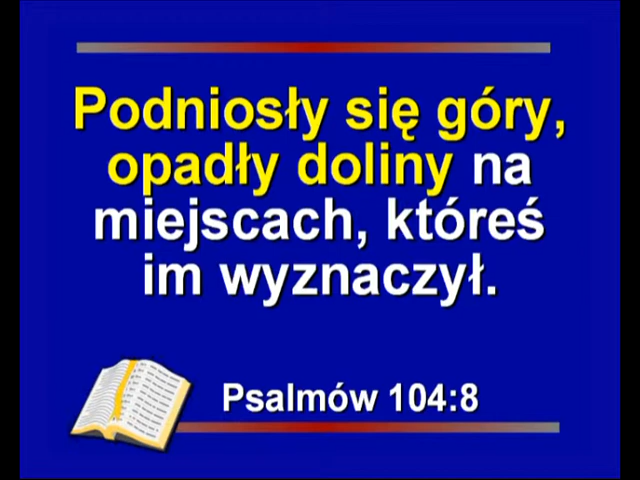 Podniosły się góry,
opadły doliny na
miejscach, któreś
im wyznaczył.
Psalmów 104:8